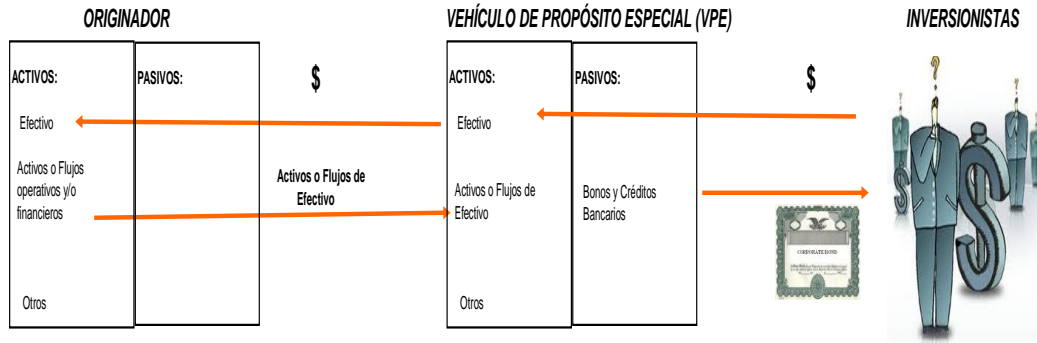 ORIGINADOR
VEHÍCULO DE PROPÓSITO ESPECIAL (VPE)
INVERSIONISTAS
ACTIVOS:
PASIVOS:
$
Efectivo
Activos o Flujos
operativos y/o
financieros
Otros
Activos o Flujos de
Efectivo
ACTIVOS:
PASIVOS:
$
Efectivo
Activos o Flujos de
Efectivo
Bonos y Créditos
Bancarios
Otros
CORPORATE BOND